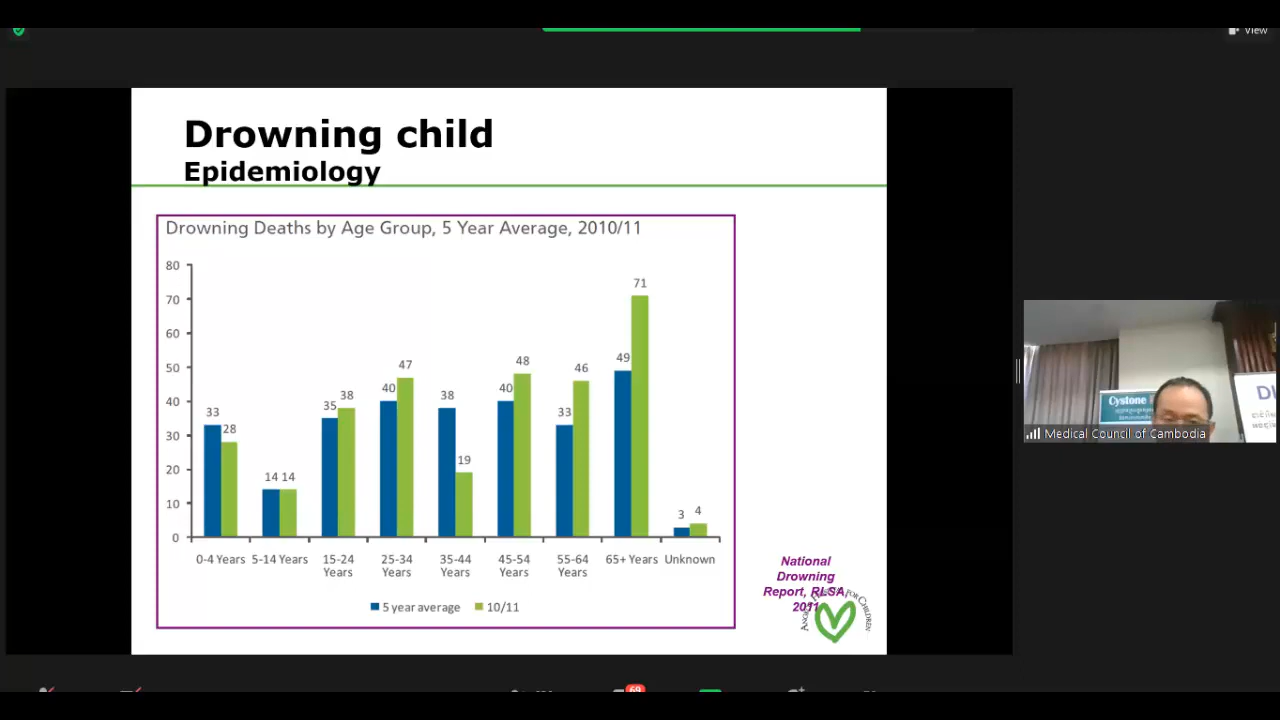 View
Drowning child
Epidemiology
Drowning Deaths by Age Group, 5 Year Average, 2010/11
80
70
60
50
40
30
20
10
0
33
28
14
14
35
38
40
47
38
19
40
48
33
46
49
71
3
4
0-4 Years
5-14 Years
15-24
Years
25-34
Years
35-44
Years
45-54
Years
55-64
Years
65+ Years
Unknown
5 year average
10/11
National
Drowning
Report, RLSA,
2011
FOR CHILDREN
Cystone
Medical Council of Cambodia
69